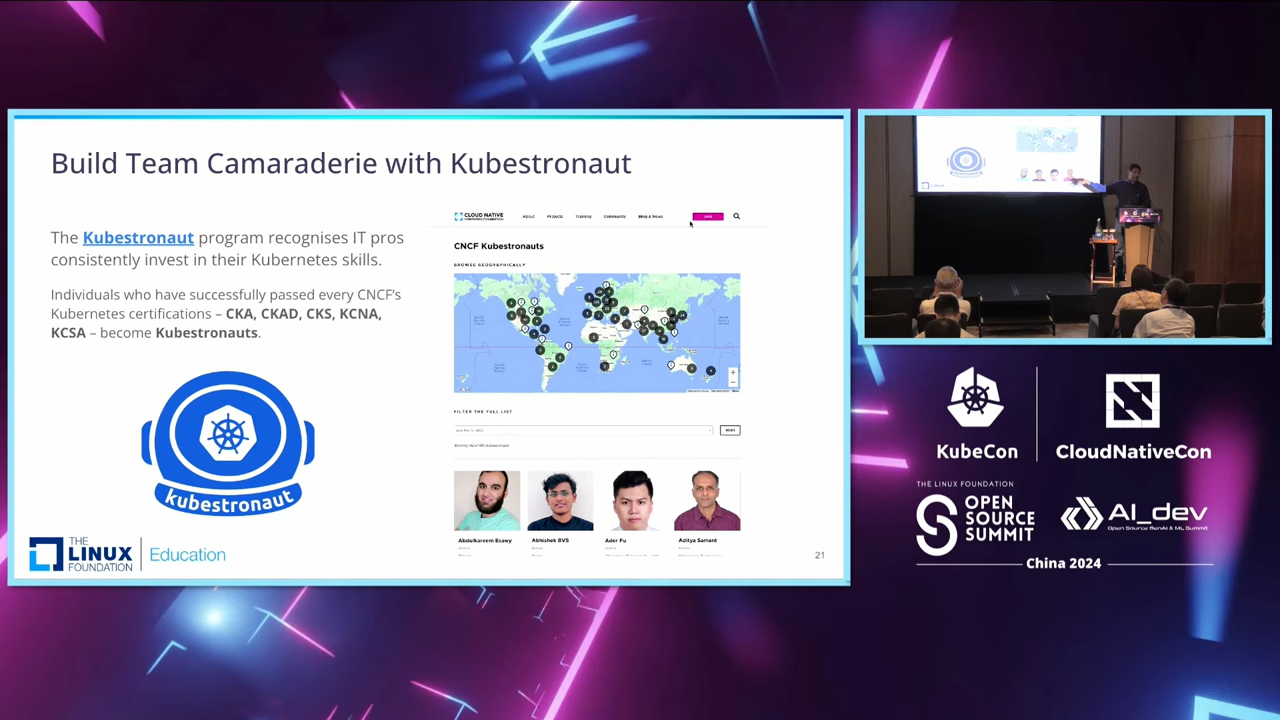 Build Team Camaraderie with Kubestronaut
The Kubestronaut program recognises IT pros
consistently invest in their Kubernetes skills.
Individuals who have successfully passed every CNCF's
Kubernetes certifications – CKA, CKAD, CKS, KCNA,
KCSA – become Kubestronauts.
kubestronaut
THE
LINUX
FOUNDATION
Education
CLOUD NATIVE
COMPUTING FOUNDATION
About
Projects
Training
Community
Blog & News
JOIN
CNCF Kubestronauts
BROWSE GEOGRAPHICALLY
FILTER THE FULL LIST
RESET
Abdulkareem Esawy
Abhishek BVS
Ader Fu
Aditya Samant
21
KubeCon
CloudNativeCon
THE LINUX FOUNDATION
OPEN
SOURCE
SUMMIT
AI_dev
Open Source GenAI & ML Summit
China 2024